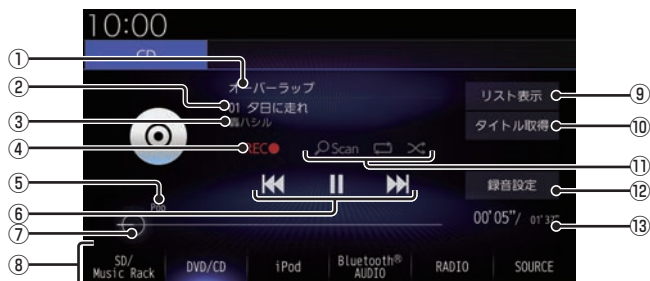 10:00
CD
① オーバーラップ
② 01 夕日に走れ
③ 轟ハシル
④ REC
⑤ Pop
⑥
⑦
⑧
リスト表示 ⑨
タイトル取得 ⑩
Scan ⑪
録音設定 ⑫
00'05"/ 01'37" ⑬
SD/
Music Rack
DVD/CD
iPod
Bluetooth®
AUDIO
RADIO
SOURCE